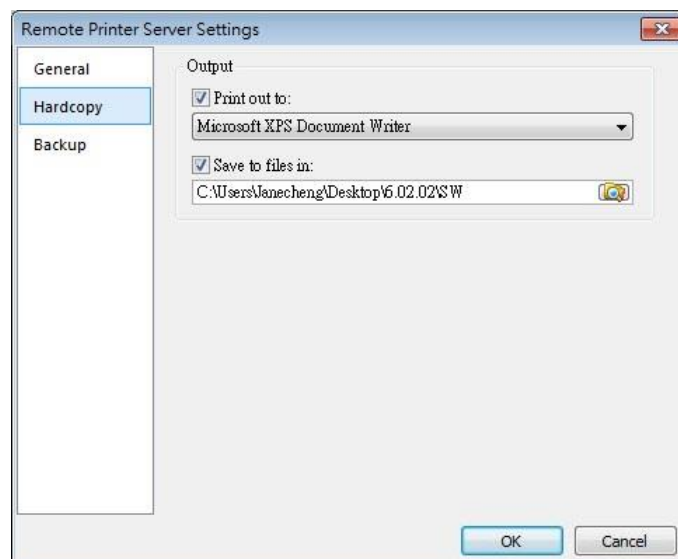 Remote Printer Server Settings
General
Hardcopy
Backup
Output
Print out to:
Microsoft XPS Document Writer
Save to files in:
C:\Users\Janecheng\Desktop\6.02.02\SW
OK
Cancel